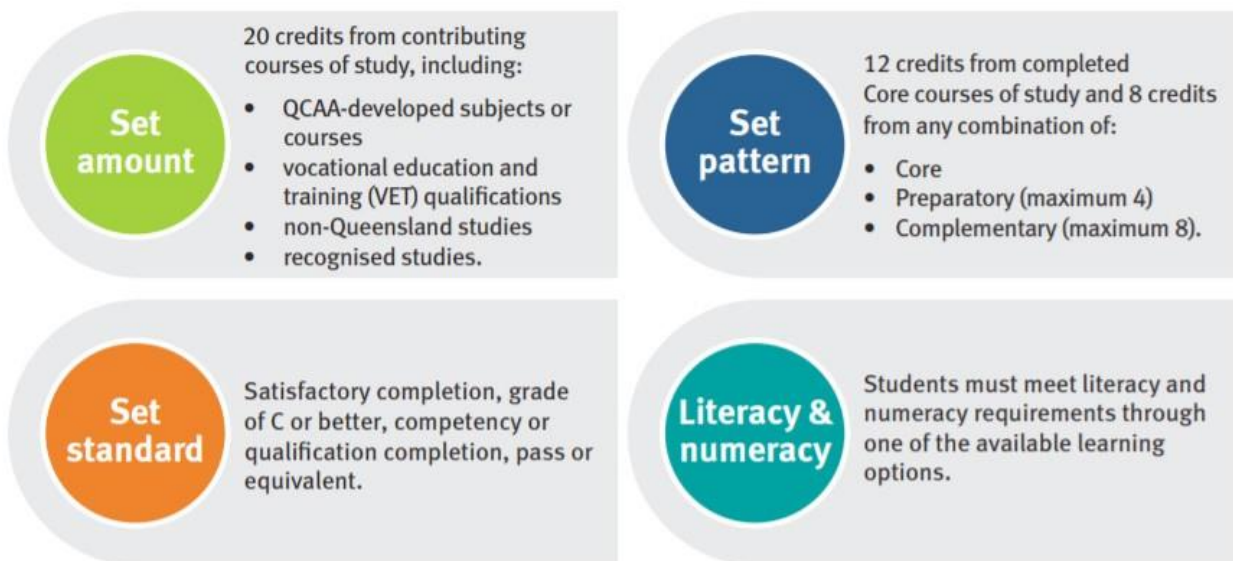 Set
amount
20 credits from contributing
courses of study, including:
• QCAA-developed subjects or
courses
• vocational education and
training (VET) qualifications
• non-Queensland studies
• recognised studies.
Set
pattern
12 credits from completed
Core courses of study and 8 credits
from any combination of:
• Core
• Preparatory (maximum 4)
• Complementary (maximum 8).
Set
standard
Satisfactory completion, grade
of C or better, competency or
qualification completion, pass or
equivalent.
Literacy &
numeracy
Students must meet literacy and
numeracy requirements through
one of the available learning
options.